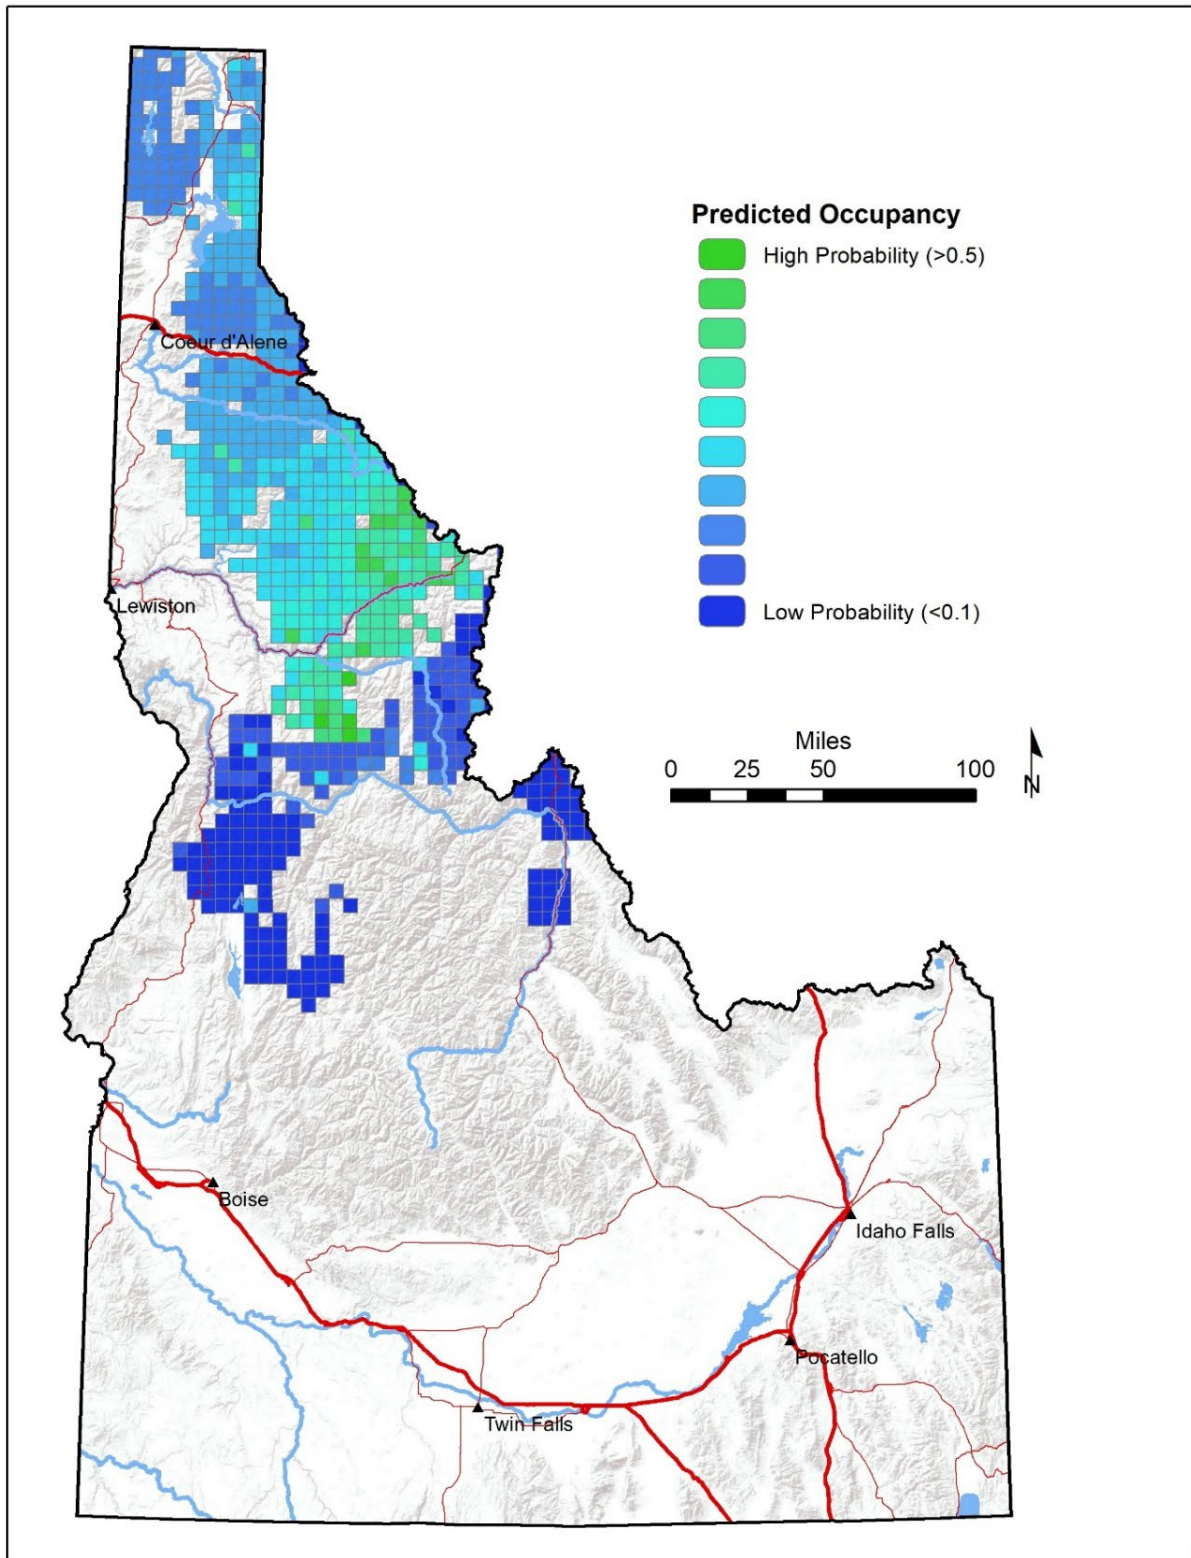 Predicted Occupancy
High Probability (>0.5)
Low Probability (<0.1)
Coeur d'Alene
Lewiston
Miles
0 25 50 100
N
Boise
Idaho Falls
Pocatello
Twin Falls